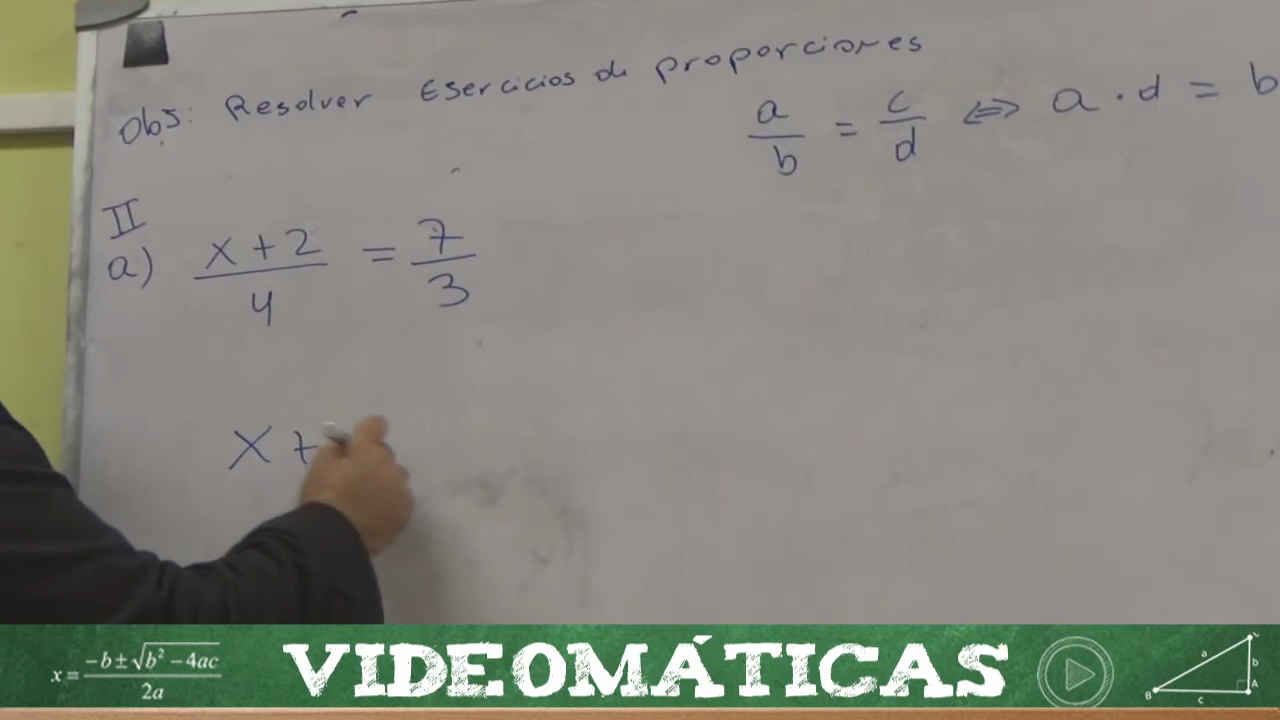 Obj: Resolver Esercicios de proporciones
a/b = c/d ⇔ a · d = b
II
a) x+2/4 = 7/3
x +
x = -b ± √b² - 4ac / 2a
VIDEOMÁTICAS
a
b
B
c
A